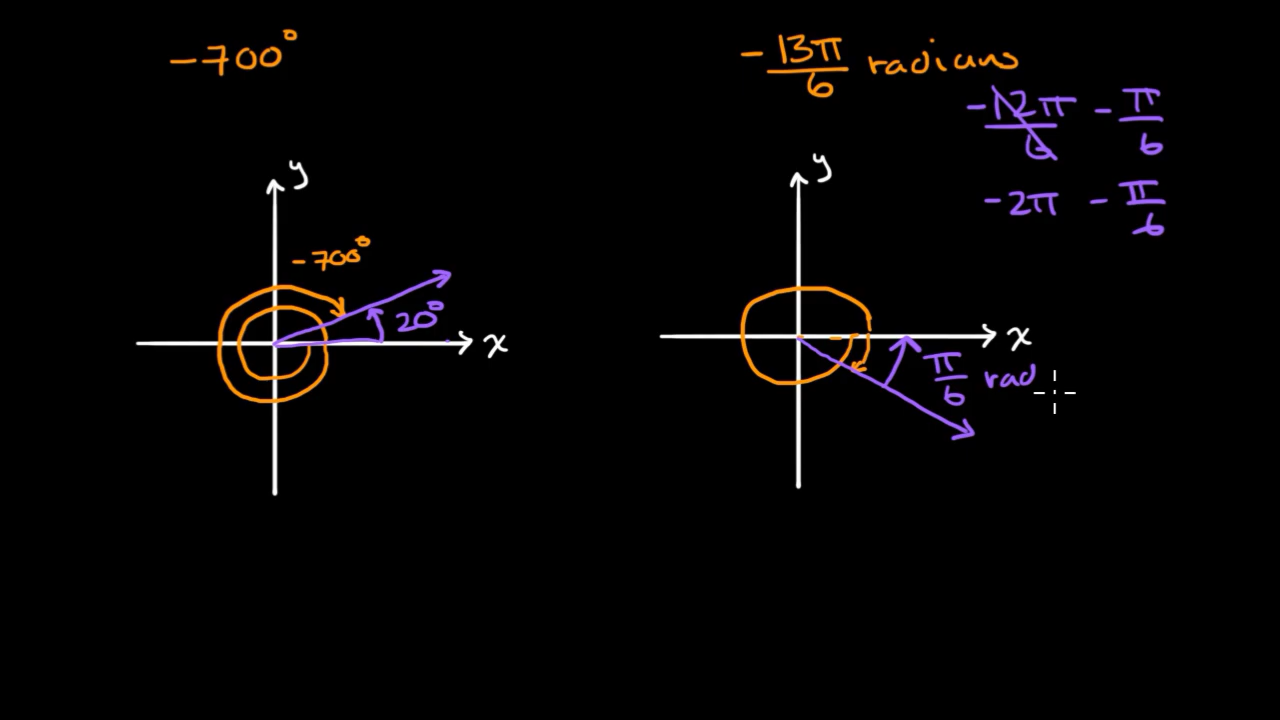 -700°
-13π/6 radians
-12π/6 - π/6
-2π - π/6
y
-700°
20°
x
y
x
π/6 rad